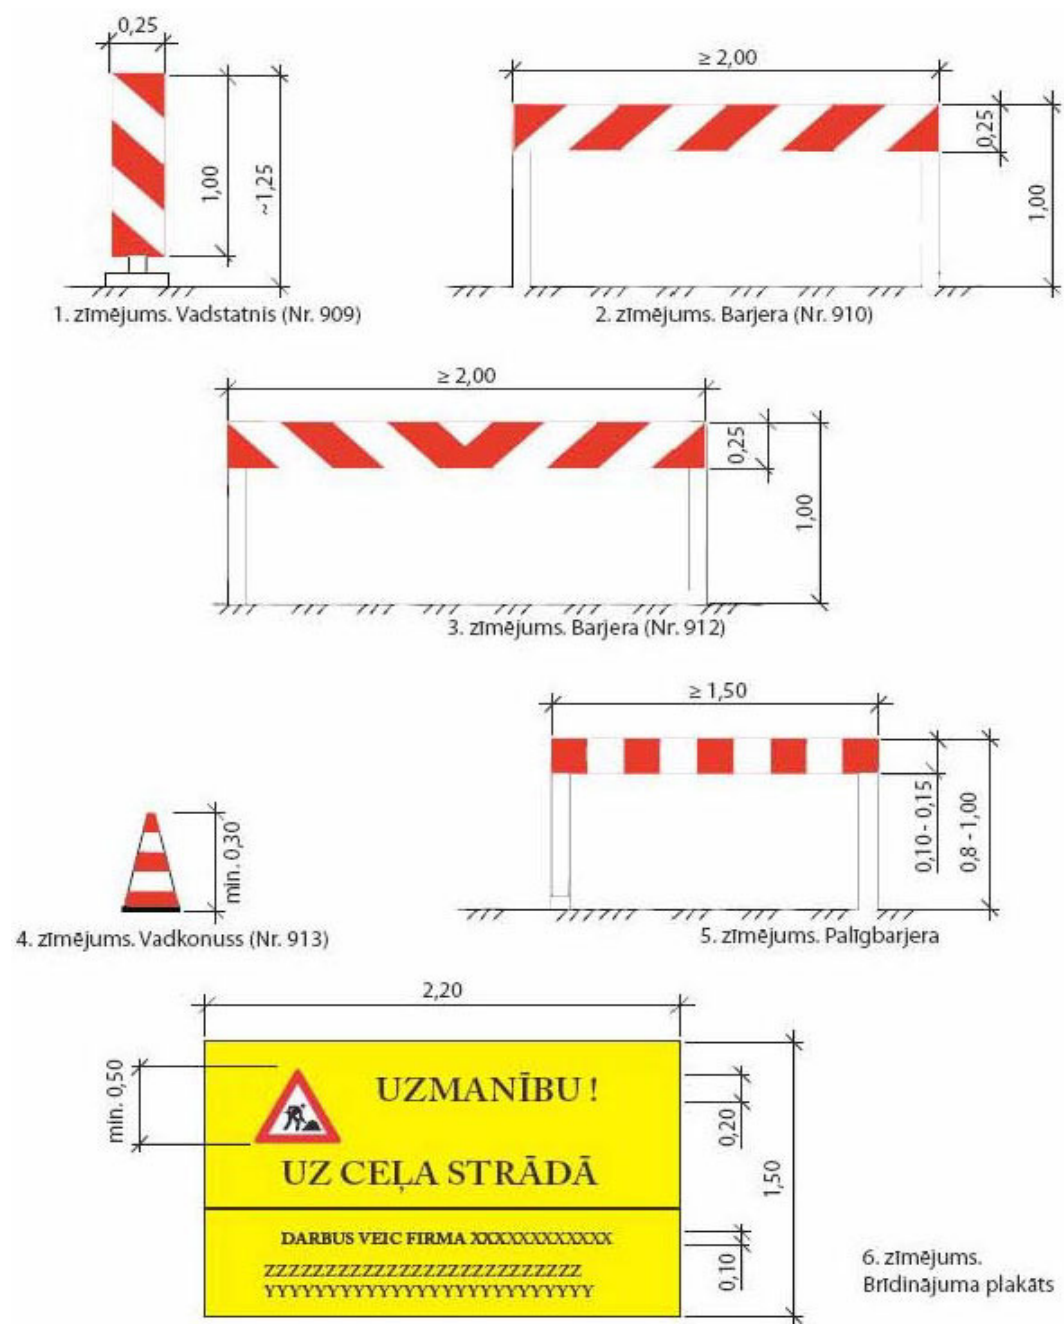 0,25
1,00
~1,25
1. zīmējums. Vadstatnis (Nr. 909)
≥ 2,00
0,25
1,00
2. zīmējums. Barjera (Nr. 910)
≥ 2,00
0,25
1,00
3. zīmējums. Barjera (Nr. 912)
min. 0,30
4. zīmējums. Vadkonuss (Nr. 913)
≥ 1,50
0,10 - 0,15
0,8 - 1,00
5. zīmējums. Palīgbarjera
2,20
min. 0,50
UZMANĪBU !
UZ CEĻA STRĀDĀ
DARBUS VEIC FIRMA XXXXXXXXXXXX
ZZZZZZZZZZZZZZZZZZZZZZZZZZ
YYYYYYYYYYYYYYYYYYYYYYYYYY
0,20
0,10
1,50
6. zīmējums.
Brīdinājuma plakāts